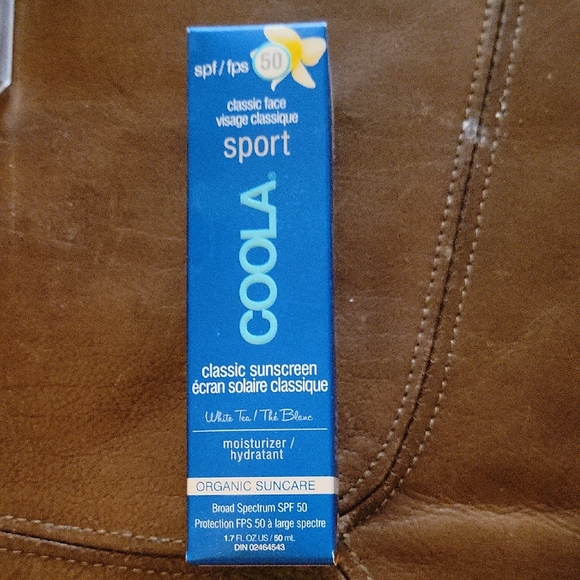 spf/fps 50
classic face
visage classique
sport
COOLA®
classic sunscreen
écran solaire classique
White Tea / Thé Blanc
moisturizer /
hydratant
ORGANIC SUNCARE
Broad Spectrum SPF 50
Protection FPS 50 à large spectre
1.7 FL OZ US / 50 mL
DIN 02464543